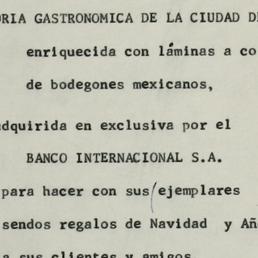 ORIA GASTRONOMICA DE LA CIUDAD DE
enriquecida con láminas a co
de bodegones mexicanos,
adquirida en exclusiva por el
BANCO INTERNACIONAL S.A.
para hacer con sus ejemplares
sendos regalos de Navidad y Añ
a sus clientes y amigos